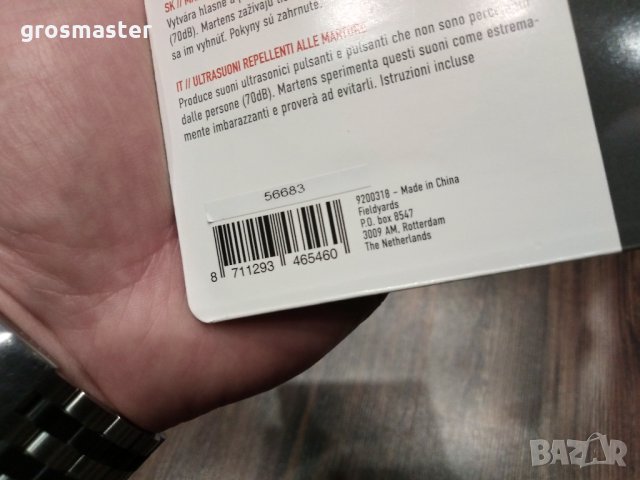 grosmaster
SK //
Vytvára hlasné a
(70dB). Martens zažívajú
sa im vyhnúť. Pokyny sú zahrnuté.
IT // ULTRASUONI REPELLENTI ALLE MARTORE
Produce suoni ultrasonici pulsanti e pulsanti che non sono
dalle persone (70dB). Martens sperimenta questi suoni come estrema-
mente imbarazzanti e proverà ad evitarli. Istruzioni incluse
56683
8 711293 465460
9200318 - Made in China
Fieldyards
P.O. box 8547
3009 AM. Rotterdam
The Netherlands
BAZAR